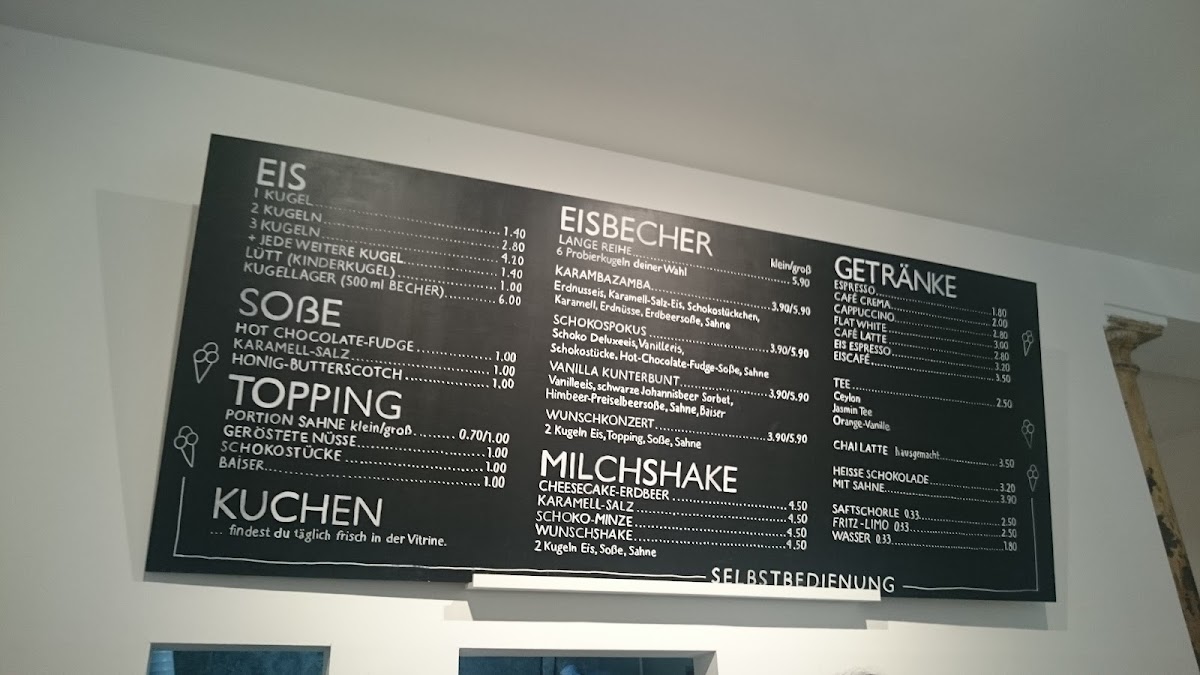 EIS
1 KUGEL 1.40
2 KUGELN 2.80
3 KUGELN 4.20
+ JEDE WEITERE KUGEL 1.40
LÜTT (KINDERKUGEL) 1.00
KUGELLAGER (500 ml BECHER) 6.00
SOßE
HOT CHOCOLATE-FUDGE 1.00
KARAMELL-SALZ 1.00
HONIG-BUTTERSCOTCH 1.00
TOPPING
PORTION SAHNE klein/groß 0.70/1.00
GERÖSTETE NÜSSE 1.00
SCHOKOSTÜCKE 1.00
BAISER 1.00
KUCHEN
... findest du täglich frisch in der Vitrine.
EISBECHER
klein/groß
LANGE REIHE 5.90
6 Probierkugeln deiner Wahl
KARAMBAZAMBA 3.90/5.90
Erdnusseis, Karamell-Salz-Eis, Schokostückchen,
Karamell, Erdnüsse, Erdbeersoße, Sahne
SCHOKOSPOKUS 3.90/5.90
Schoko Deluxeeis, Vanilleeis,
Schokostücke, Hot-Chocolate-Fudge-Soße, Sahne
VANILLA KUNTERBUNT 3.90/5.90
Vanilleeis, schwarze Johannisbeer Sorbet,
Himbeer-Preiselbeersoße, Sahne, Baiser
WUNSCHKONZERT 3.90/5.90
2 Kugeln Eis, Topping, Soße, Sahne
MILCHSHAKE
CHEESECAKE-ERDBEER 4.50
KARAMELL-SALZ 4.50
SCHOKO-MINZE 4.50
WUNSCHSHAKE 4.50
2 Kugeln Eis, Soße, Sahne
GETRÄNKE
ESPRESSO 1.80
CAFÉ CREMA 2.00
CAPPUCCINO 2.80
FLAT WHITE 3.00
CAFÉ LATTE 2.80
EIS ESPRESSO 3.20
EISCAFÉ 3.50
TEE 2.50
Ceylon
Jasmin Tee
Orange-Vanille
CHAI LATTE hausgemacht 3.50
HEISSE SCHOKOLADE 3.20
MIT SAHNE 3.90
SAFTSCHORLE 0.33 2.50
FRITZ-LIMO 0.33 2.50
WASSER 0.33 1.80
SELBSTBEDIENUNG